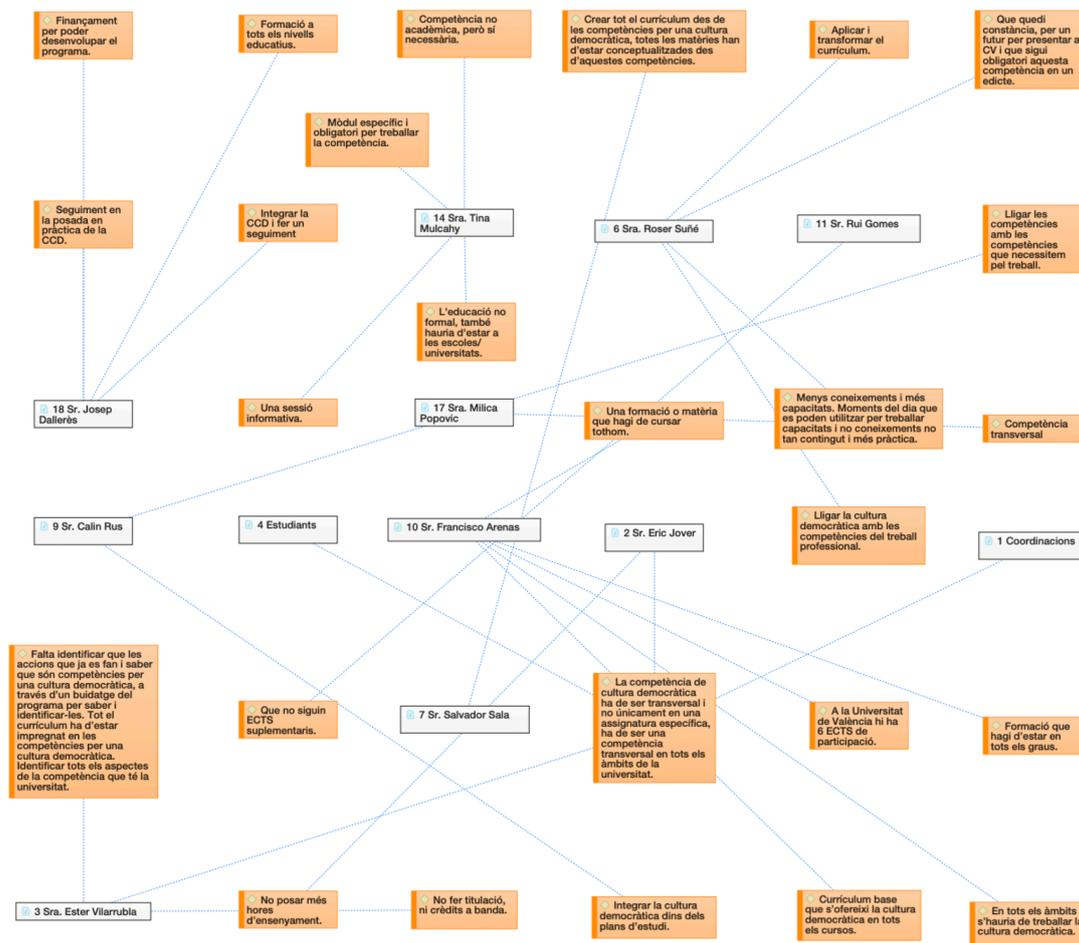 Finançament
per poder
desenvolupar el
programa.
Formació a
tots els nivells
educatius.
Competència no
acadèmica, però sí
necessària.
Crear tot el currículum des de
les competències per una cultura
democràtica, totes les matèries han
d'estar conceptualitzades des
d'aquestes competències.
Aplicar i
transformar el
currículum.
Que quedi
constància, per un
futur per presentar a
CV i que sigui
obligatori aquesta
competència en un
edicte.
Mòdul específic i
obligatori per treballar
la competència.
Seguiment en
la posada en
pràctica de la
CCD.
Integrar la
CCD i fer un
seguiment
14 Sra. Tina
Mulcahy
6 Sra. Roser Suñé
11 Sr. Rui Gomes
Lligar les
competències
amb les
competències
que necessitem
pel treball.
L'educació no
formal, també
hauria d'estar a
les escoles/
universitats.
18 Sr. Josep
Dallerès
Una sessió
informativa.
17 Sra. Milica
Popovic
Una formació o matèria
que hagi de cursar
tothom.
Menys coneixements i més
capacitats. Moments del dia que
es poden utilitzar per treballar
capacitats i no coneixements no
tan contingut i més pràctica.
Competència
transversal
9 Sr. Calin Rus
4 Estudiants
10 Sr. Francisco Arenas
2 Sr. Eric Jover
Lligar la cultura
democràtica amb les
competències del treball
professional.
1 Coordinacions
Falta identificar que les
accions que ja es fan i saber
que són competències per
una cultura democràtica, a
través d'un buidatge del
programa per saber i
identificar-les. Tot el
currículum ha d'estar
impregnat en les
competències per una
cultura democràtica.
Identificar tots els aspectes
de la competència que té la
universitat.
Que no siguin
ECTS
suplementaris.
7 Sr. Salvador Sala
La competència de
cultura democràtica
ha de ser transversal i
no únicament en una
assignatura específica,
ha de ser una
competència
transversal en tots els
àmbits de la
universitat.
A la Universitat
de València hi ha
6 ECTS de
participació.
Formació que
hagi d'estar en
tots els graus.
3 Sra. Ester Vilarrubla
No posar més
hores
d'ensenyament.
No fer titulació,
ni crèdits a banda.
Integrar la cultura
democràtica dins dels
plans d'estudi.
Currículum base
que s'ofereixi la cultura
democràtica en tots
els cursos.
En tots els àmbits
s'hauria de treballar la
cultura democràtica.